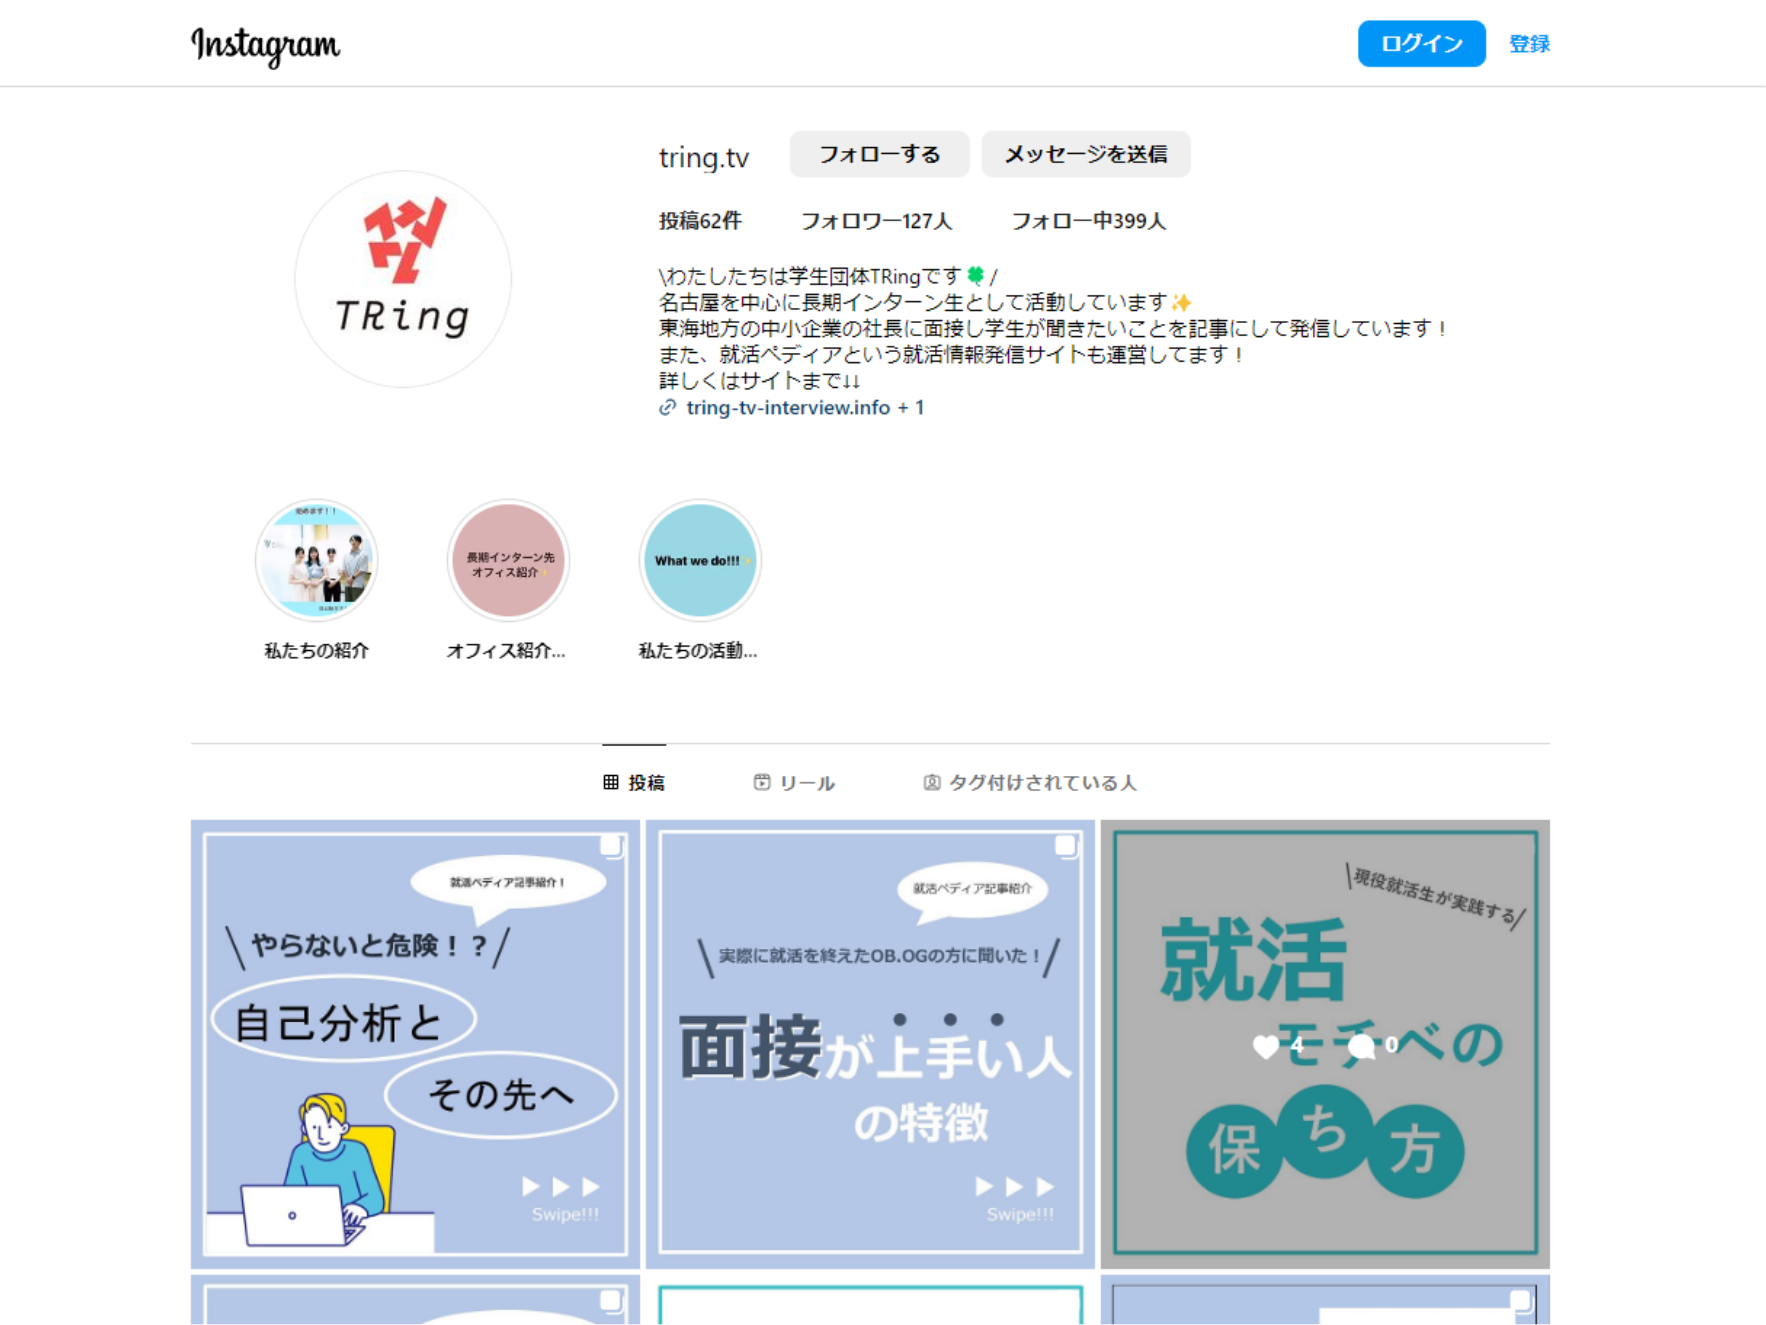 Instagram
ログイン
登録
tring.tv
フォローする
メッセージを送信
投稿62件
フォロワー127人
フォロー中399人
TRing
\わたしたちは学生団体TRingです🍀/
名古屋を中心に長期インターン生として活動しています✨
東海地方の中小企業の社長に面接し学生が聞きたいことを記事にして発信しています！
また、就活ペディアという就活情報発信サイトも運営してます！
詳しくはサイトまで↓↓
tring-tv-interview.info + 1
始めます！！
長期インターン先
オフィス紹介✨
What we do!!!✨
私たちの紹介
オフィス紹介...
私たちの活動...
投稿
リール
タグ付けされている人
就活ペディア記事紹介！
\やらないと危険！？/
自己分析と
その先へ
Swipe!!!
就活ペディア記事紹介
\実際に就活を終えたOB.OGの方に聞いた！/
面接が上手い人
の特徴
Swipe!!!
\現役就活生が実践する/
就活
モチベの
4
0
保ち方